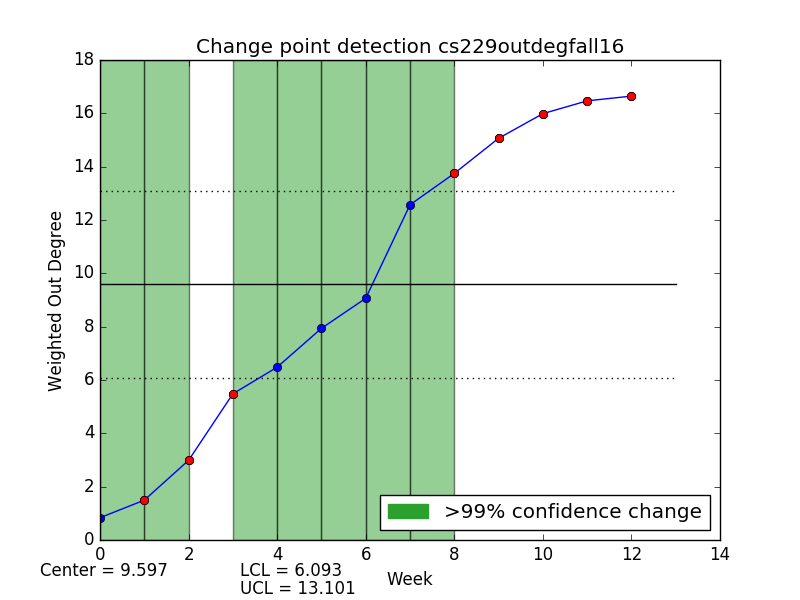 Change point detection cs229outdegfall16
18
16
14
12
10
8
6
4
2
0
Weighted Out Degree
>99% confidence change
0 2 4 6 8 10 12 14
Center = 9.597 LCL = 6.093
Week
UCL = 13.101